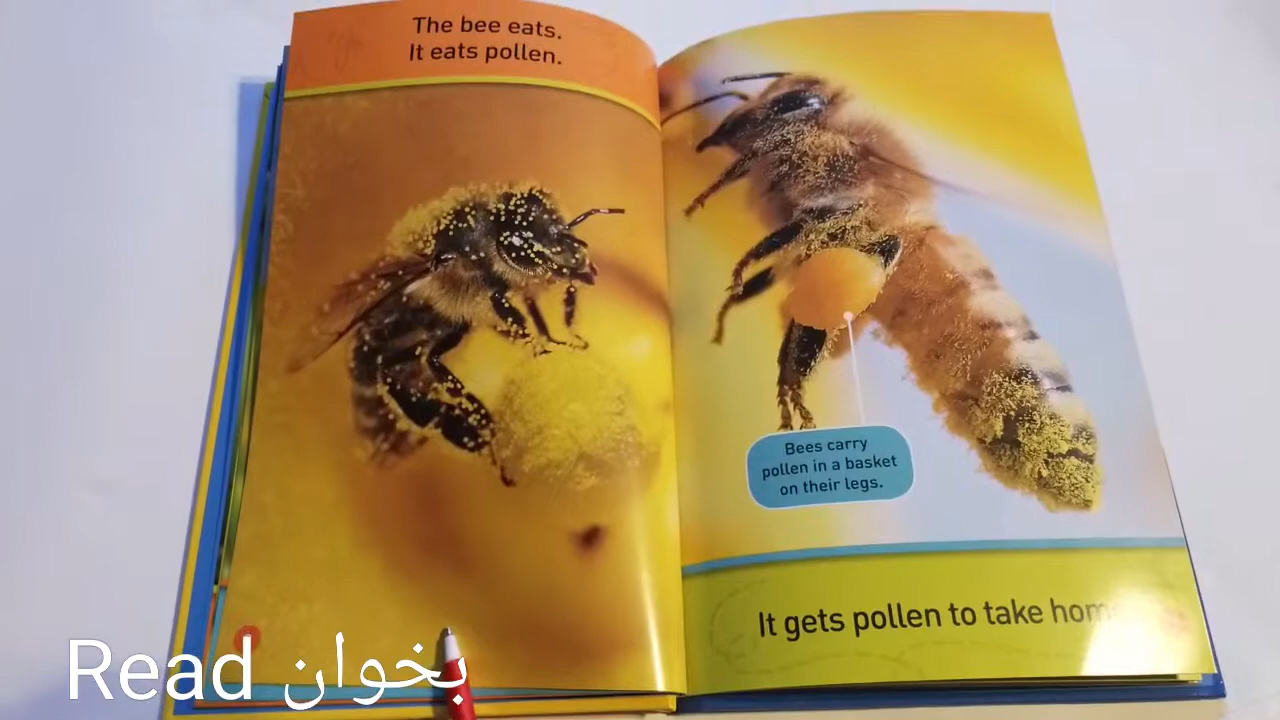 The bee eats.
It eats pollen.
Bees carry
pollen in a basket
on their legs.
It gets pollen to take home
Read بخوان